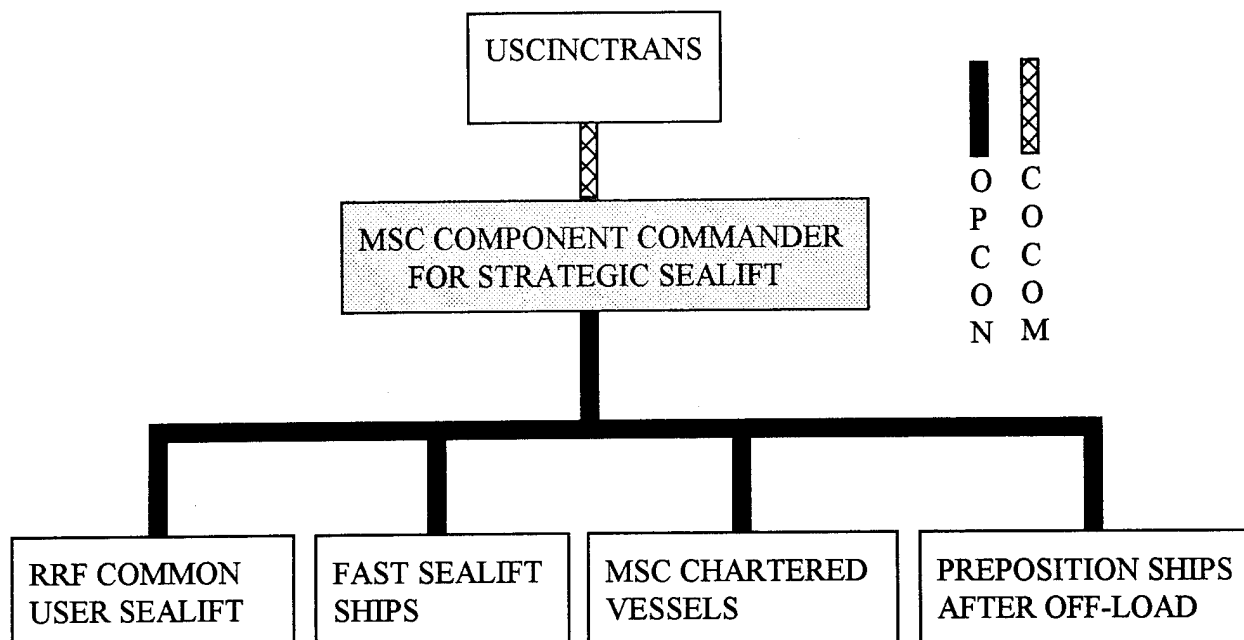 USCINCTRANS
OPCON
COCOM
MSC COMPONENT COMMANDER
FOR STRATEGIC SEALIFT
RRF COMMON
USER SEALIFT
FAST SEALIFT
SHIPS
MSC CHARTERED
VESSELS
PREPOSITION SHIPS
AFTER OFF-LOAD